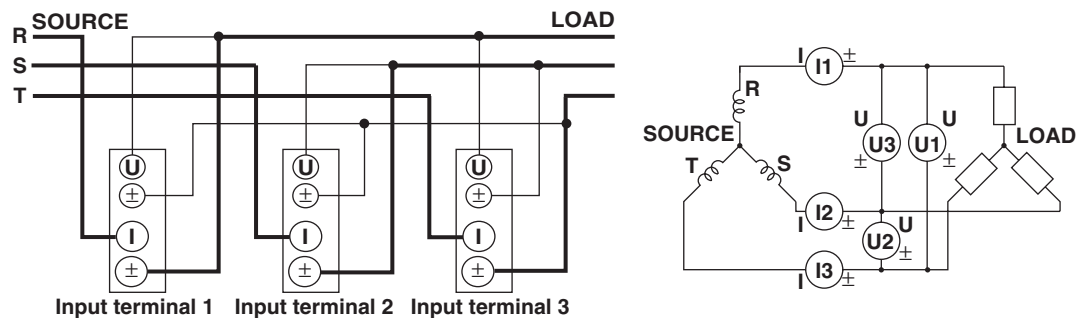 SOURCE LOAD
R
S
T
U U U
± ± ±
I I I
± ± ±
Input terminal 1 Input terminal 2 Input terminal 3
I I1 ±
R
SOURCE
T S
U U
U3 U1
± ±
LOAD
I I2 ±
U
U2 ±
I I3 ±